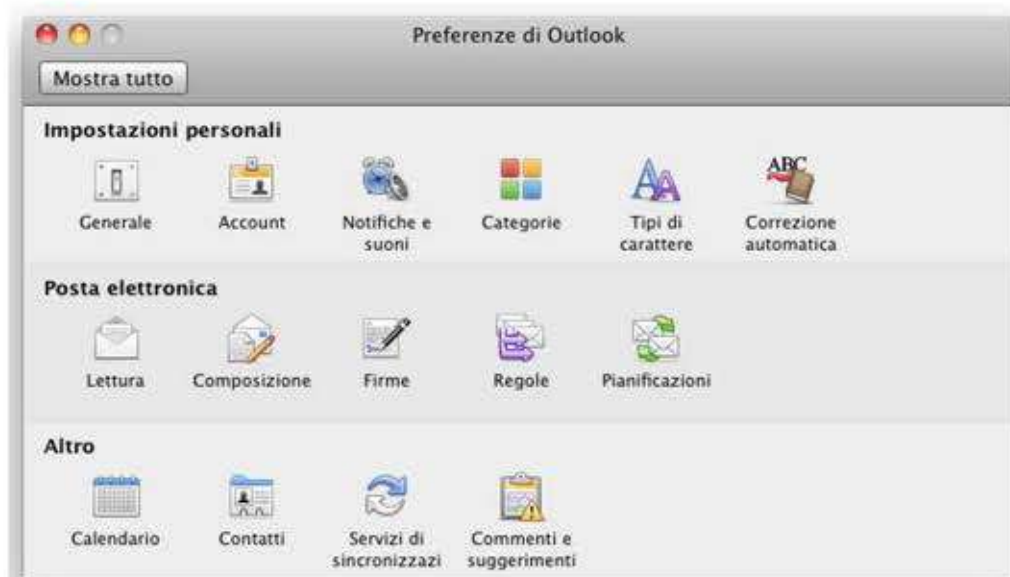 Preferenze di Outlook
Mostra tutto
Impostazioni personali
Generale
Account
Notifiche e
suoni
Categorie
Tipi di
carattere
ABC
Correzione
automatica
Posta elettronica
Lettura
Composizione
Firme
Regole
Pianificazioni
Altro
Calendario
Contatti
Servizi di
sincronizzazi
Commenti e
suggerimenti